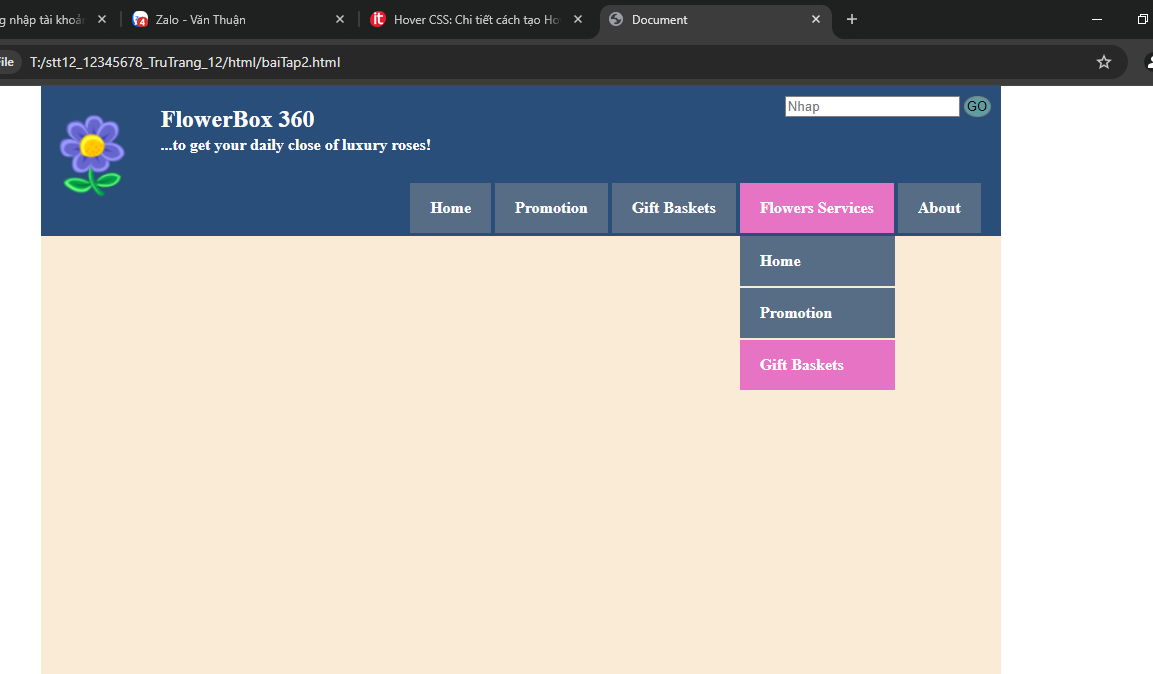 g nhập tài khoản
Zalo - Văn Thuận
Hover CSS: Chi tiết cách tạo Ho
Document
File
T:/stt12_12345678_TruTrang_12/html/baiTap2.html
FlowerBox 360
...to get your daily close of luxury roses!
Nhap
GO
Home
Promotion
Gift Baskets
Flowers Services
About
Home
Promotion
Gift Baskets